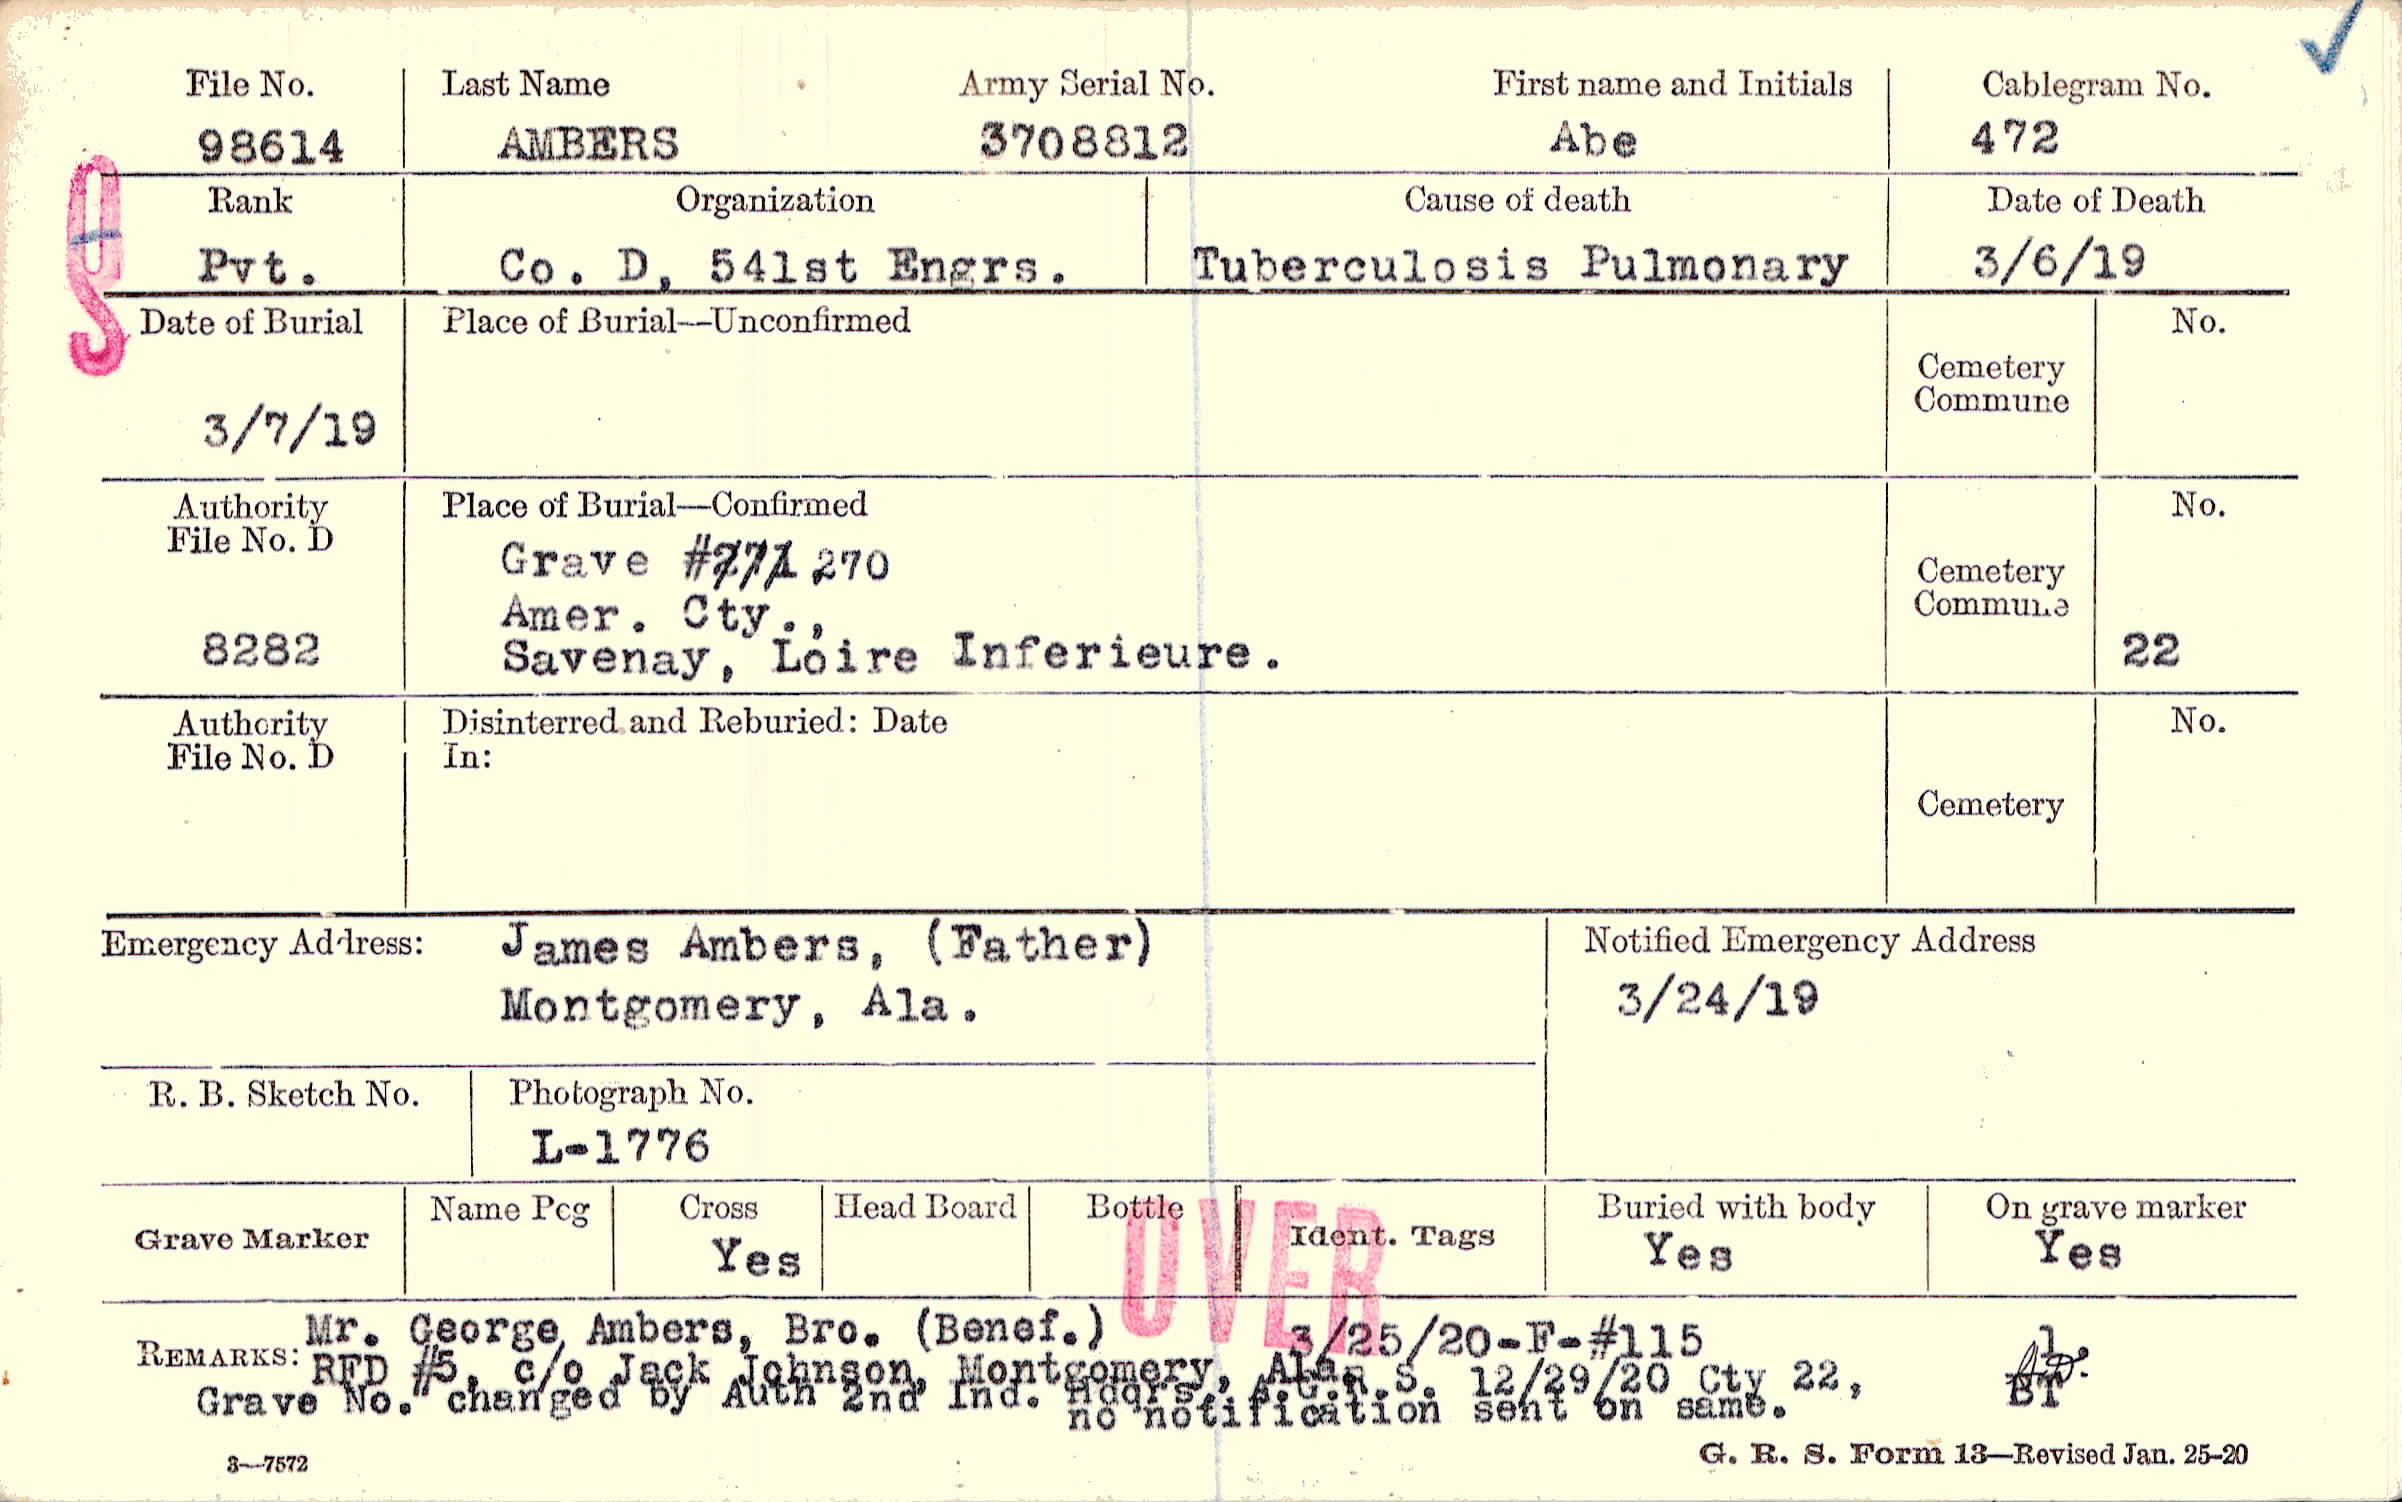 File No. Last Name Army Serial No. First name and Initials Cablegram No.
98614 AMBERS 3708812 Abe 472
Rank Organization Cause of death Date of Death
Pvt. Co. D, 541st Engrs. Tuberculosis Pulmonary 3/6/19
Date of Burial Place of Burial—Unconfirmed No.
Cemetery
Commune
3/7/19
Authority Place of Burial—Confirmed No.
File No. D
Grave #271 270
Cemetery
Amer. Cty.,
Commune
8282 Savenay, Loire Inferieure. 22
Authority Disinterred and Reburied: Date No.
File No. D In:
Cemetery
Emergency Address: James Ambers, (Father) Notified Emergency Address
Montgomery, Ala. 3/24/19
R. B. Sketch No. Photograph No.
L-1776
Grave Marker Name Peg Cross Head Board Bottle Ident. Tags Buried with body On grave marker
Yes Yes Yes
OVER
Mr. George Ambers, Bro. (Benef.) 3/25/20-F-#115 1.
REMARKS: RFD #5, c/o Jack Johnson, Montgomery, Ala.
Grave No. changed by Auth 2nd Ind. Hdqrs. S. 12/29/20 Cty 22, BT
no notification sent on same.
3—7572 G. R. S. Form 13—Revised Jan. 25-20